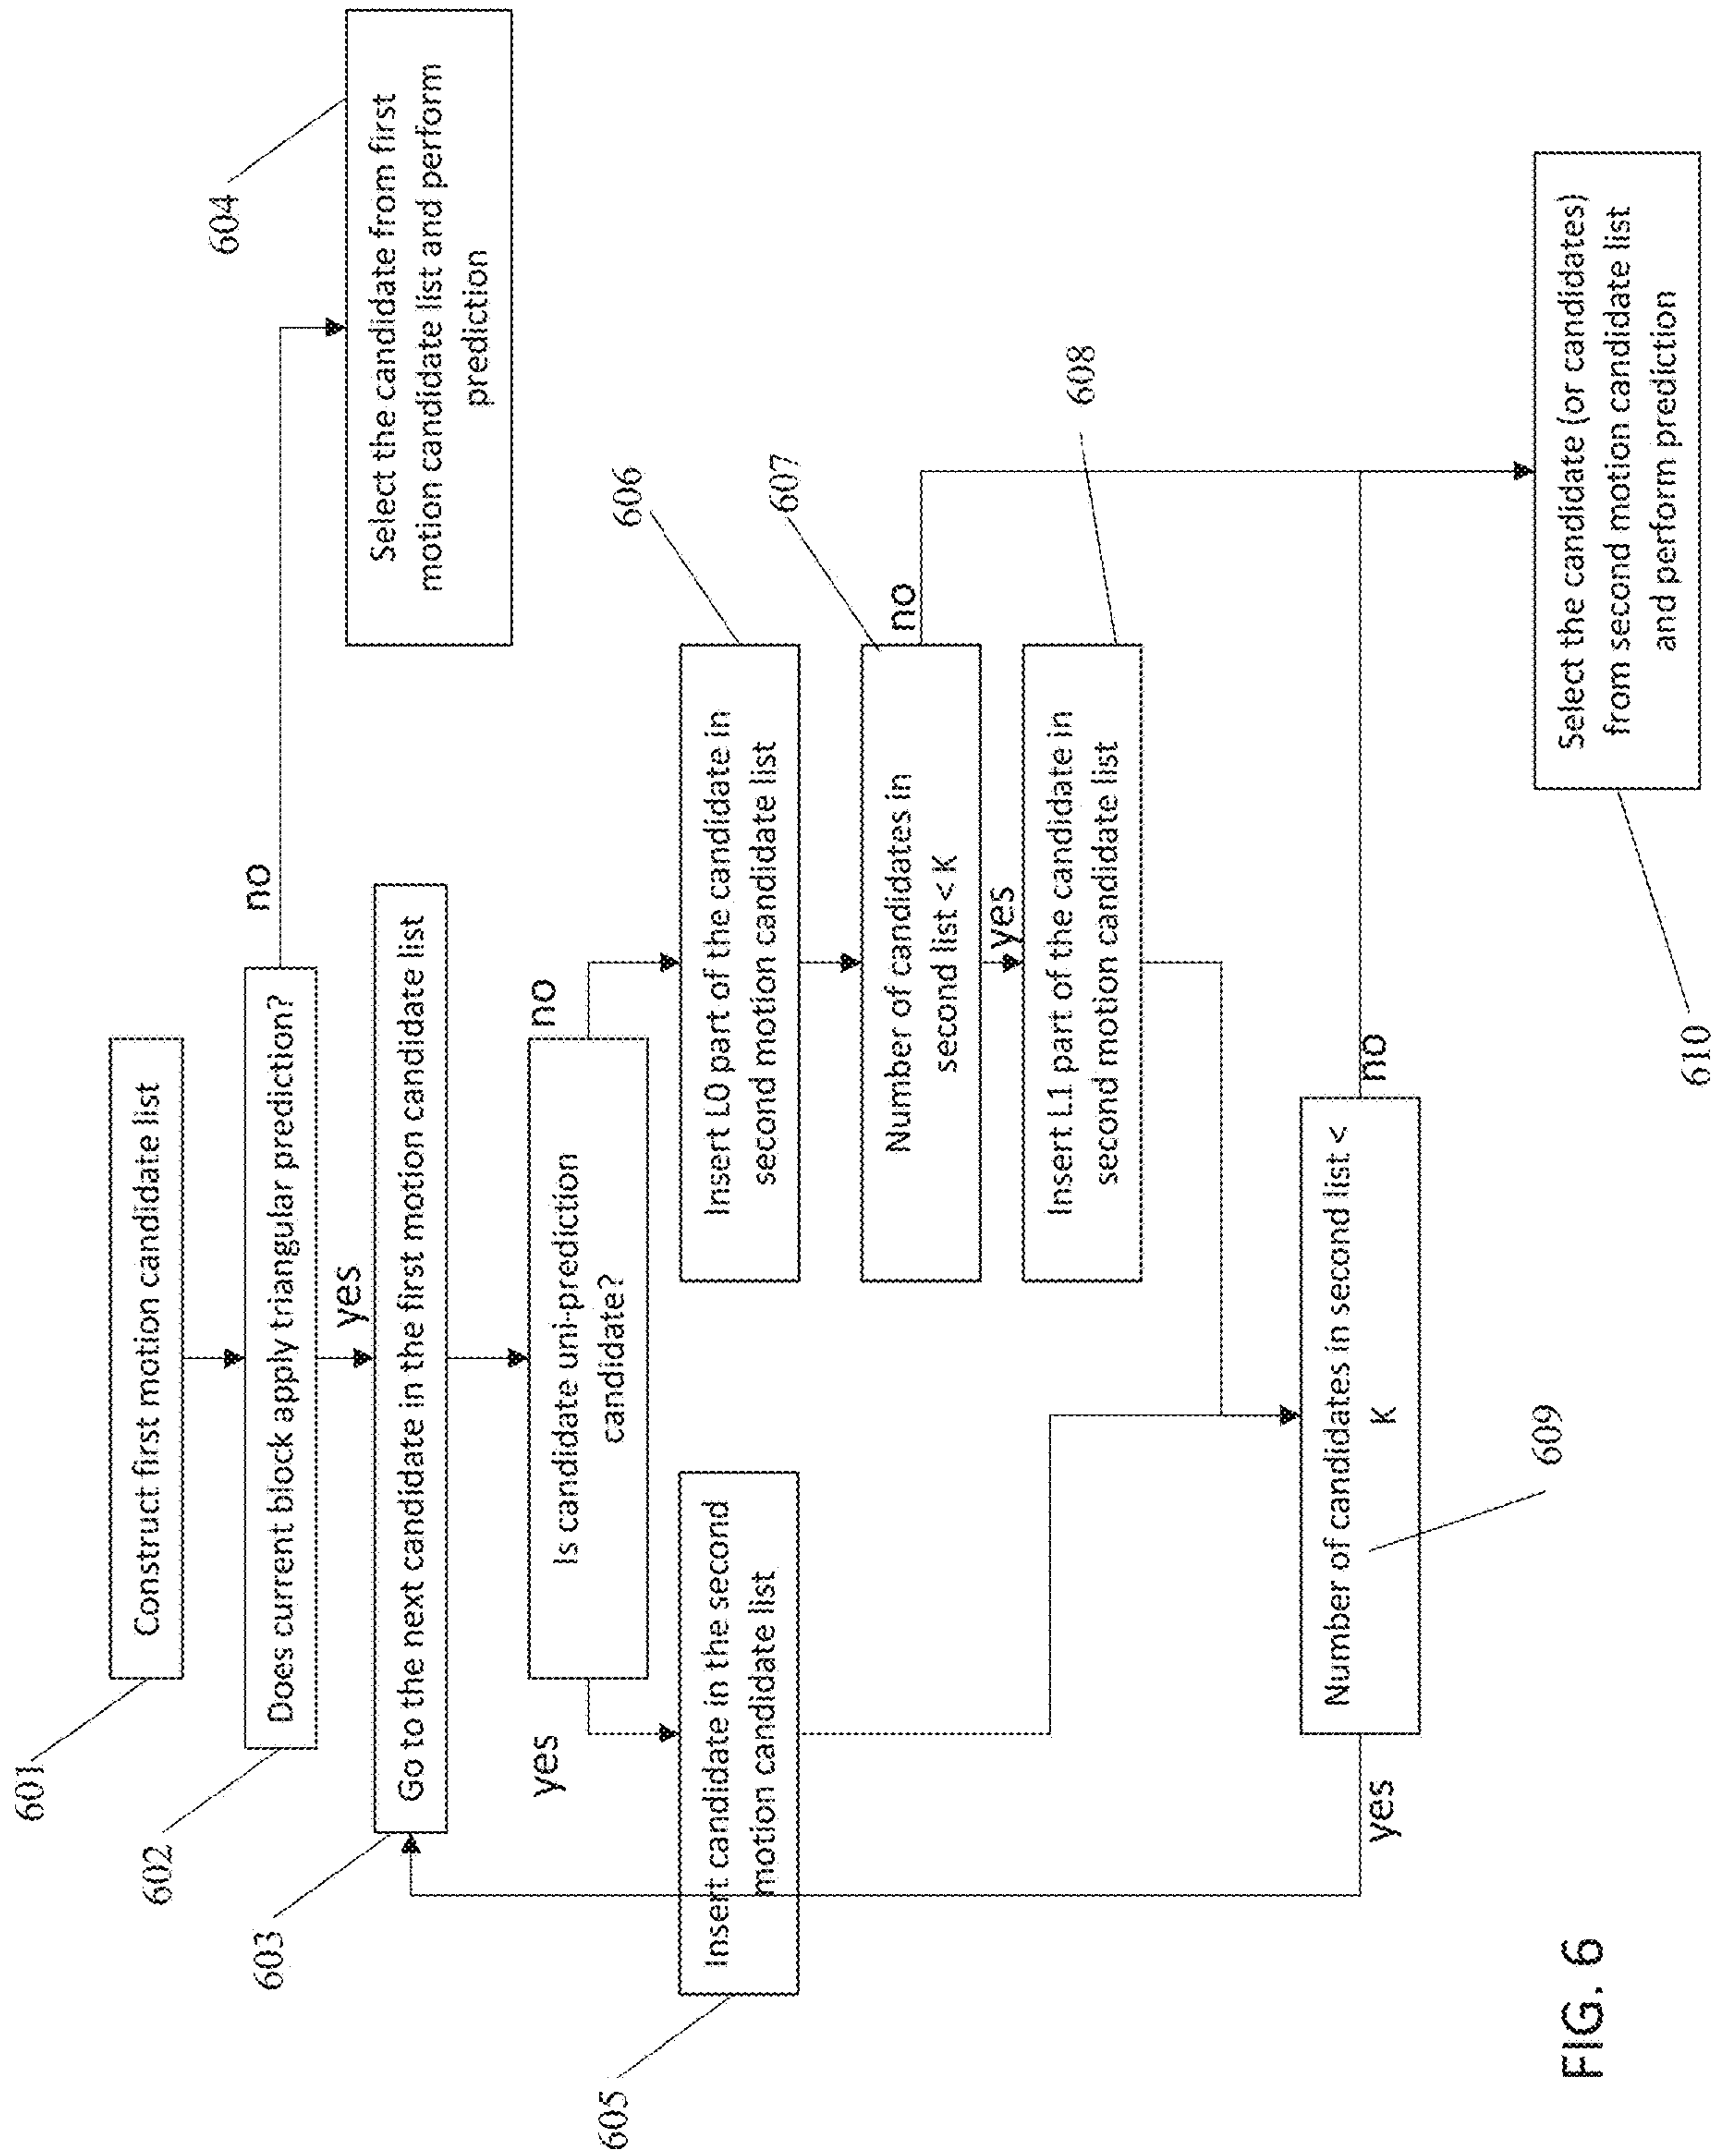 601
Construct first motion candidate list
602
Does current block apply triangular prediction?
no
yes
604
Select the candidate from first
motion candidate list and perform
prediction
603
Go to the next candidate in the first motion candidate list
Is candidate uni-prediction
candidate?
yes
no
605
Insert candidate in the second
motion candidate list
606
Insert L0 part of the candidate in
second motion candidate list
607
Number of candidates in
second list < K
no
yes
608
Insert L1 part of the candidate in
second motion candidate list
609
Number of candidates in second list <
K
yes
no
610
Select the candidate (or candidates)
from second motion candidate list
and perform prediction
FIG. 6